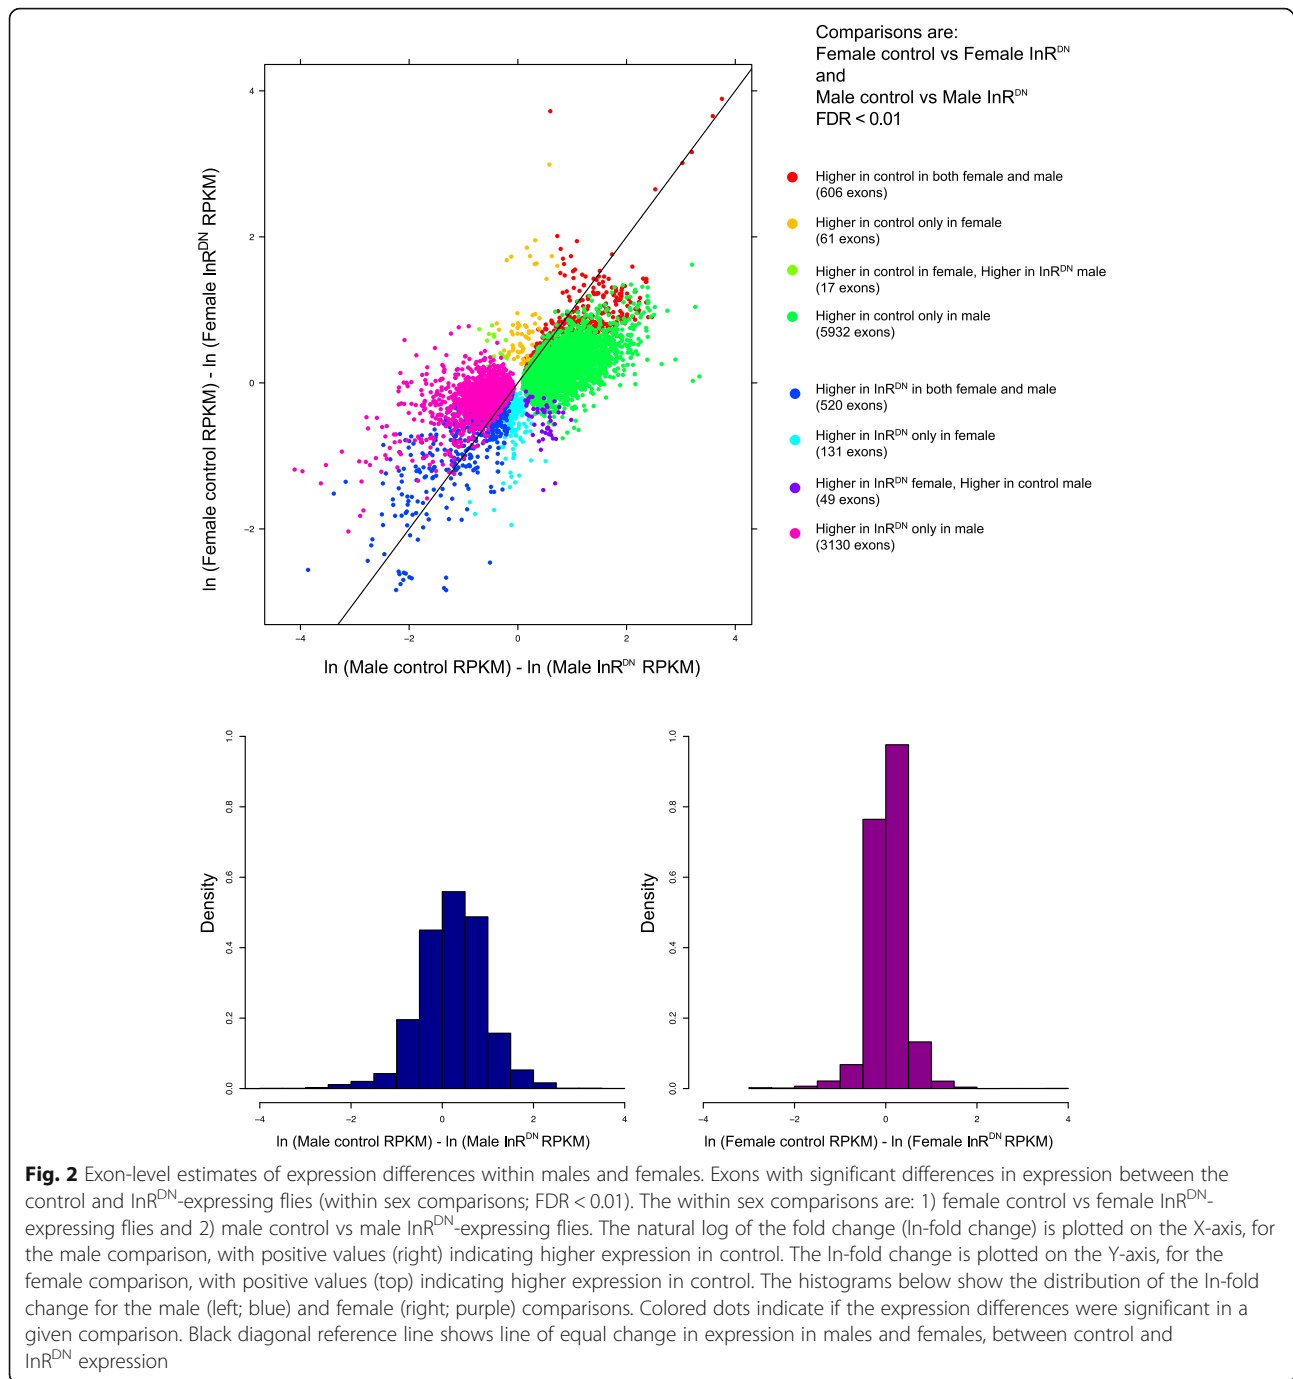 Comparisons are:
Female control vs Female InR^DN
and
Male control vs Male InR^DN
FDR < 0.01
Higher in control in both female and male
(606 exons)
Higher in control only in female
(61 exons)
Higher in control in female, Higher in InR^DN male
(17 exons)
Higher in control only in male
(5932 exons)
Higher in InR^DN in both female and male
(520 exons)
Higher in InR^DN only in female
(131 exons)
Higher in InR^DN female, Higher in control male
(49 exons)
Higher in InR^DN only in male
(3130 exons)
ln (Female control RPKM) - ln (Female InR^DN RPKM)
4
2
0
−2
−4
−2
0
2
4
ln (Male control RPKM) - ln (Male InR^DN RPKM)
Density
1.0
0.8
0.6
0.4
0.2
0.0
−4
−2
0
2
4
ln (Male control RPKM) - ln (Male InR^DN RPKM)
Density
1.0
0.8
0.6
0.4
0.2
0.0
−4
−2
0
2
4
ln (Female control RPKM) - ln (Female InR^DN RPKM)
Fig. 2 Exon-level estimates of expression differences within males and females. Exons with significant differences in expression between the
control and InR^DN-expressing flies (within sex comparisons; FDR < 0.01). The within sex comparisons are: 1) female control vs female InR^DN-
expressing flies and 2) male control vs male InR^DN-expressing flies. The natural log of the fold change (ln-fold change) is plotted on the X-axis, for
the male comparison, with positive values (right) indicating higher expression in control. The ln-fold change is plotted on the Y-axis, for the
female comparison, with positive values (top) indicating higher expression in control. The histograms below show the distribution of the ln-fold
change for the male (left; blue) and female (right; purple) comparisons. Colored dots indicate if the expression differences were significant in a
given comparison. Black diagonal reference line shows line of equal change in expression in males and females, between control and
InR^DN expression